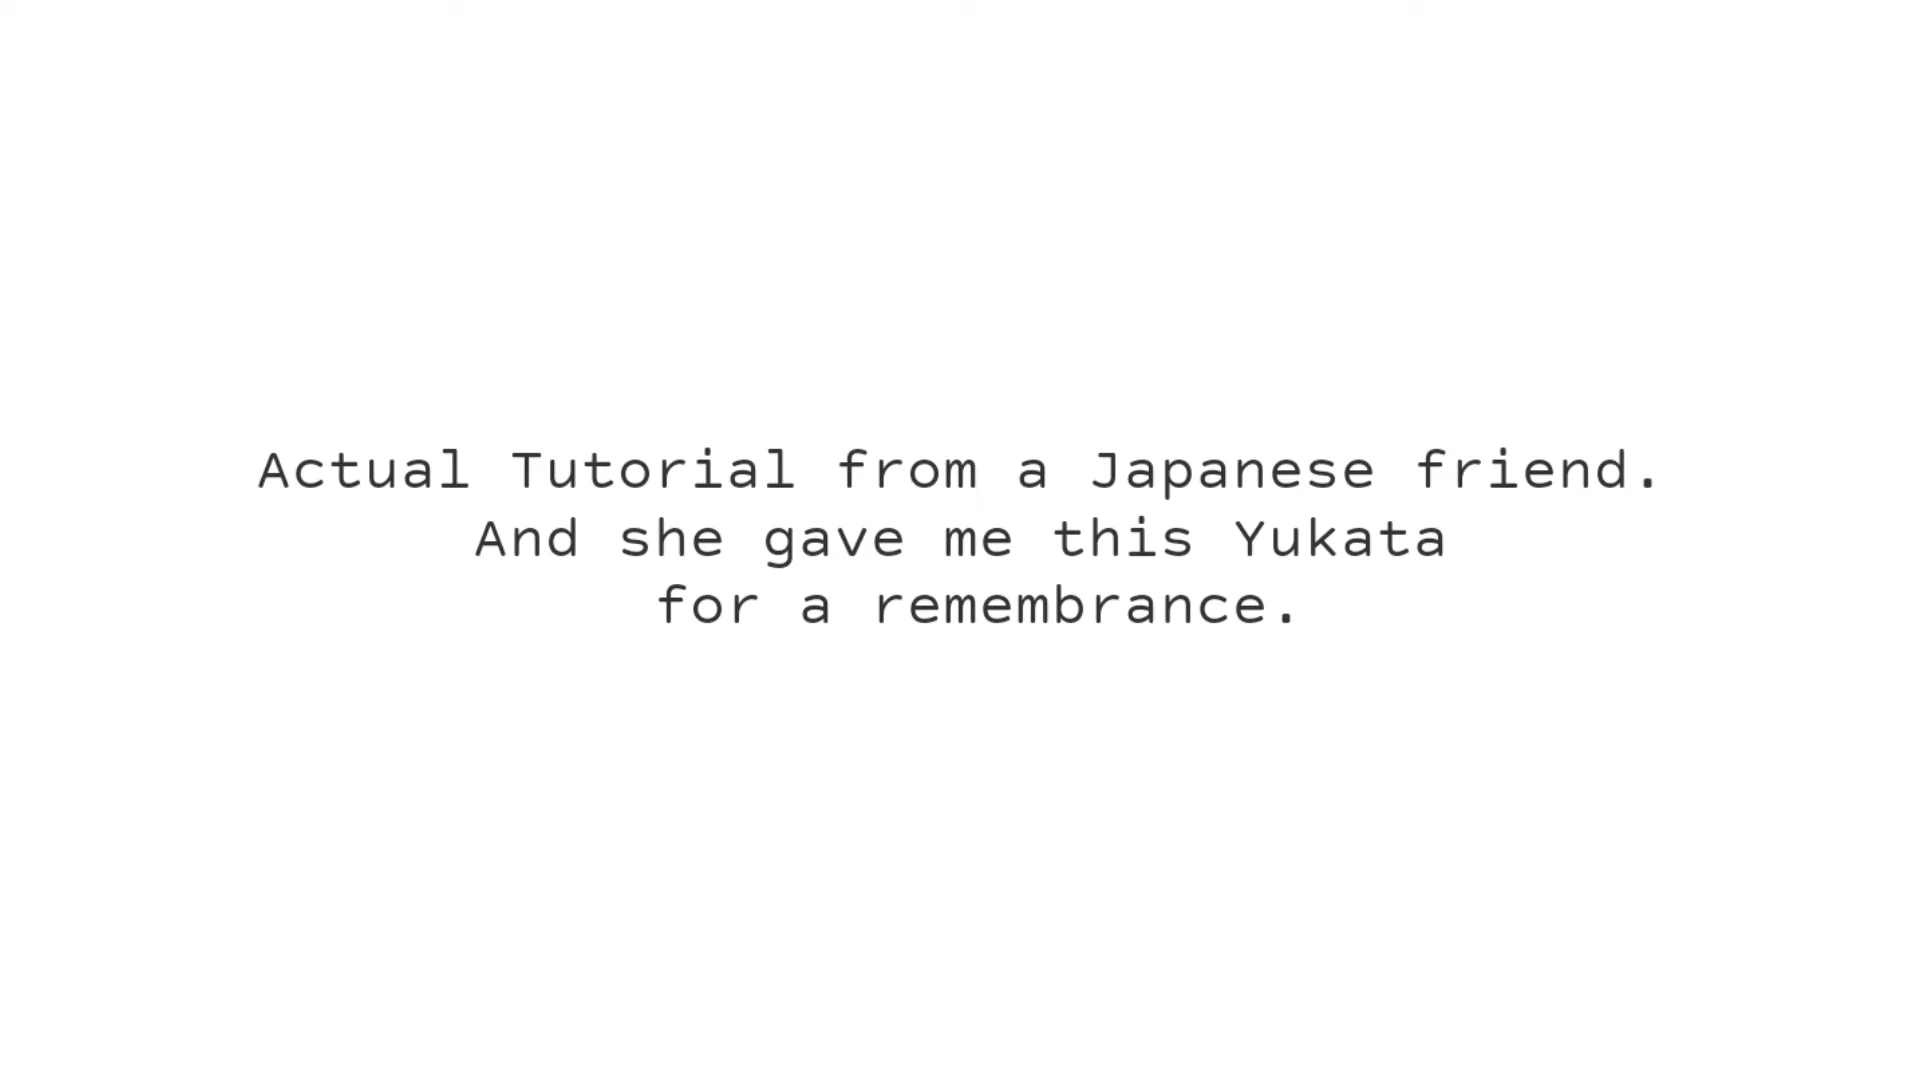 Actual Tutorial from a Japanese friend.
And she gave me this Yukata
for a remembrance.